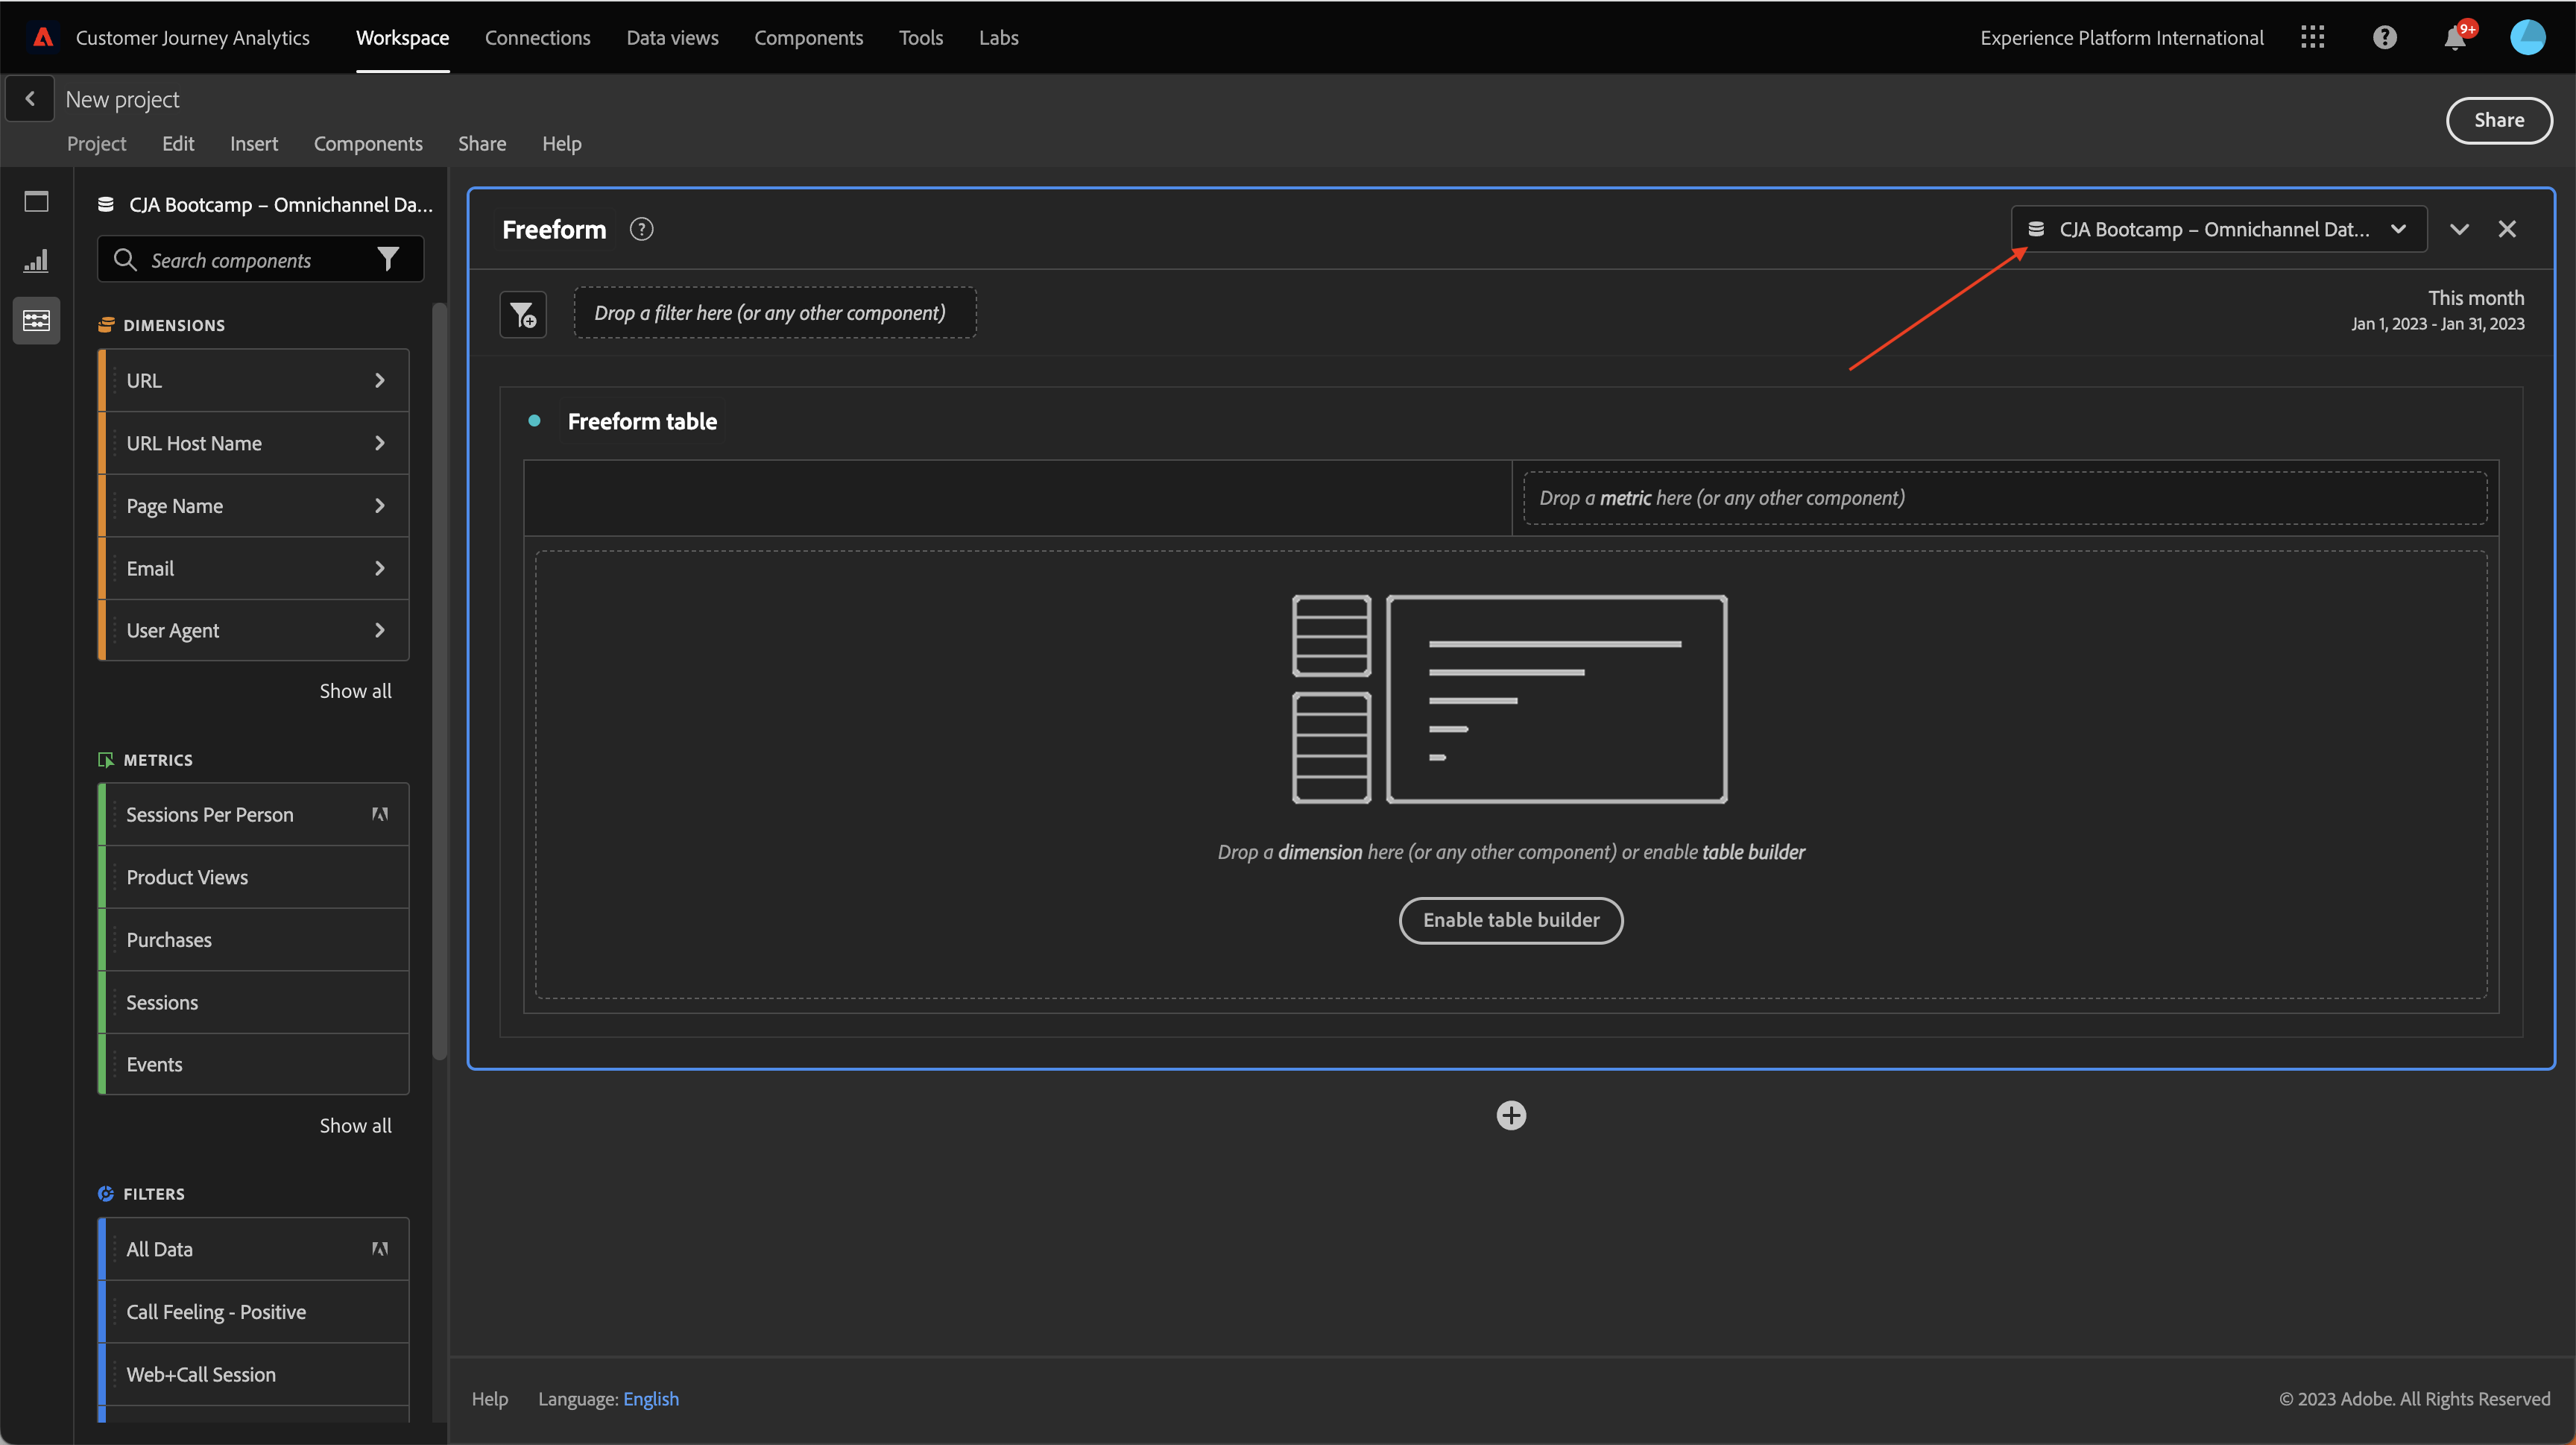 Customer Journey Analytics Workspace Connections Data views Components Tools Labs Experience Platform International 9+
New project
Share
Project Edit Insert Components Share Help
CJA Bootcamp – Omnichannel Da...
Search components
DIMENSIONS
URL
URL Host Name
Page Name
Email
User Agent
Show all
METRICS
Sessions Per Person
Product Views
Purchases
Sessions
Events
Show all
FILTERS
All Data
Call Feeling - Positive
Web+Call Session
Freeform ? CJA Bootcamp – Omnichannel Dat...
Drop a filter here (or any other component)
This month
Jan 1, 2023 - Jan 31, 2023
Freeform table
Drop a metric here (or any other component)
Drop a dimension here (or any other component) or enable table builder
Enable table builder
Help Language: English © 2023 Adobe. All Rights Reserved